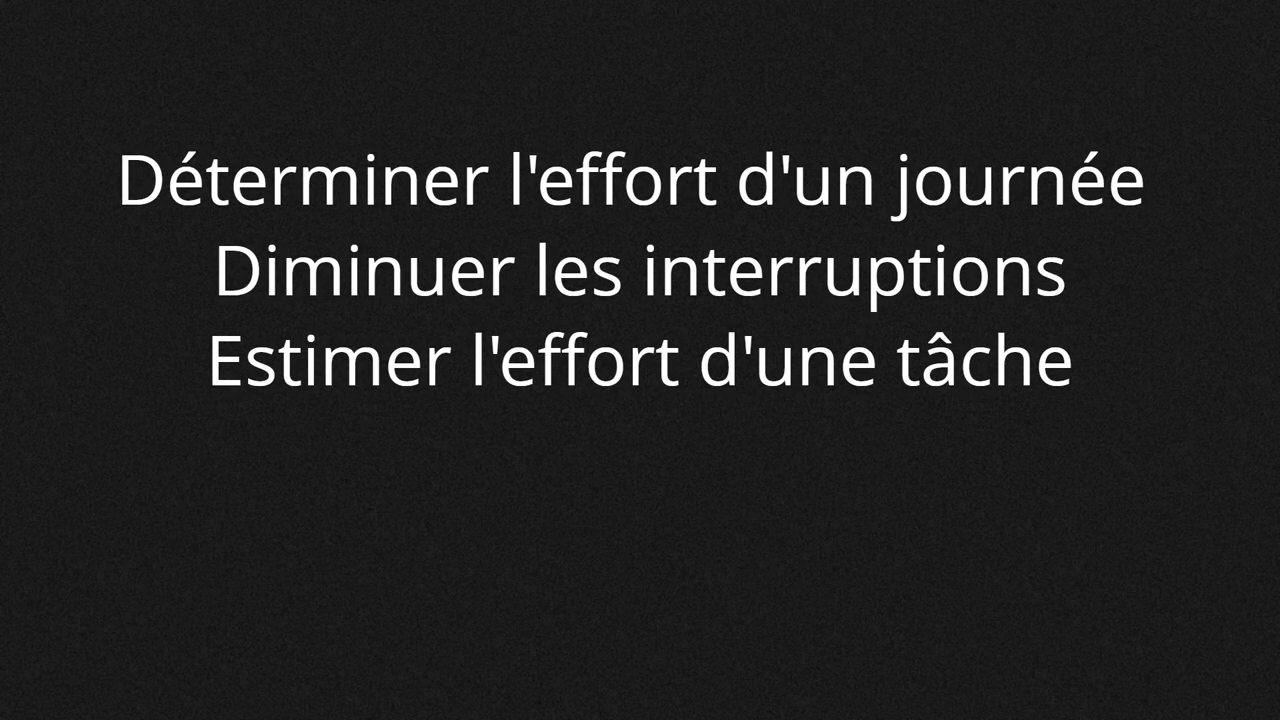 Déterminer l'effort d'un journée
Diminuer les interruptions
Estimer l'effort d'une tâche